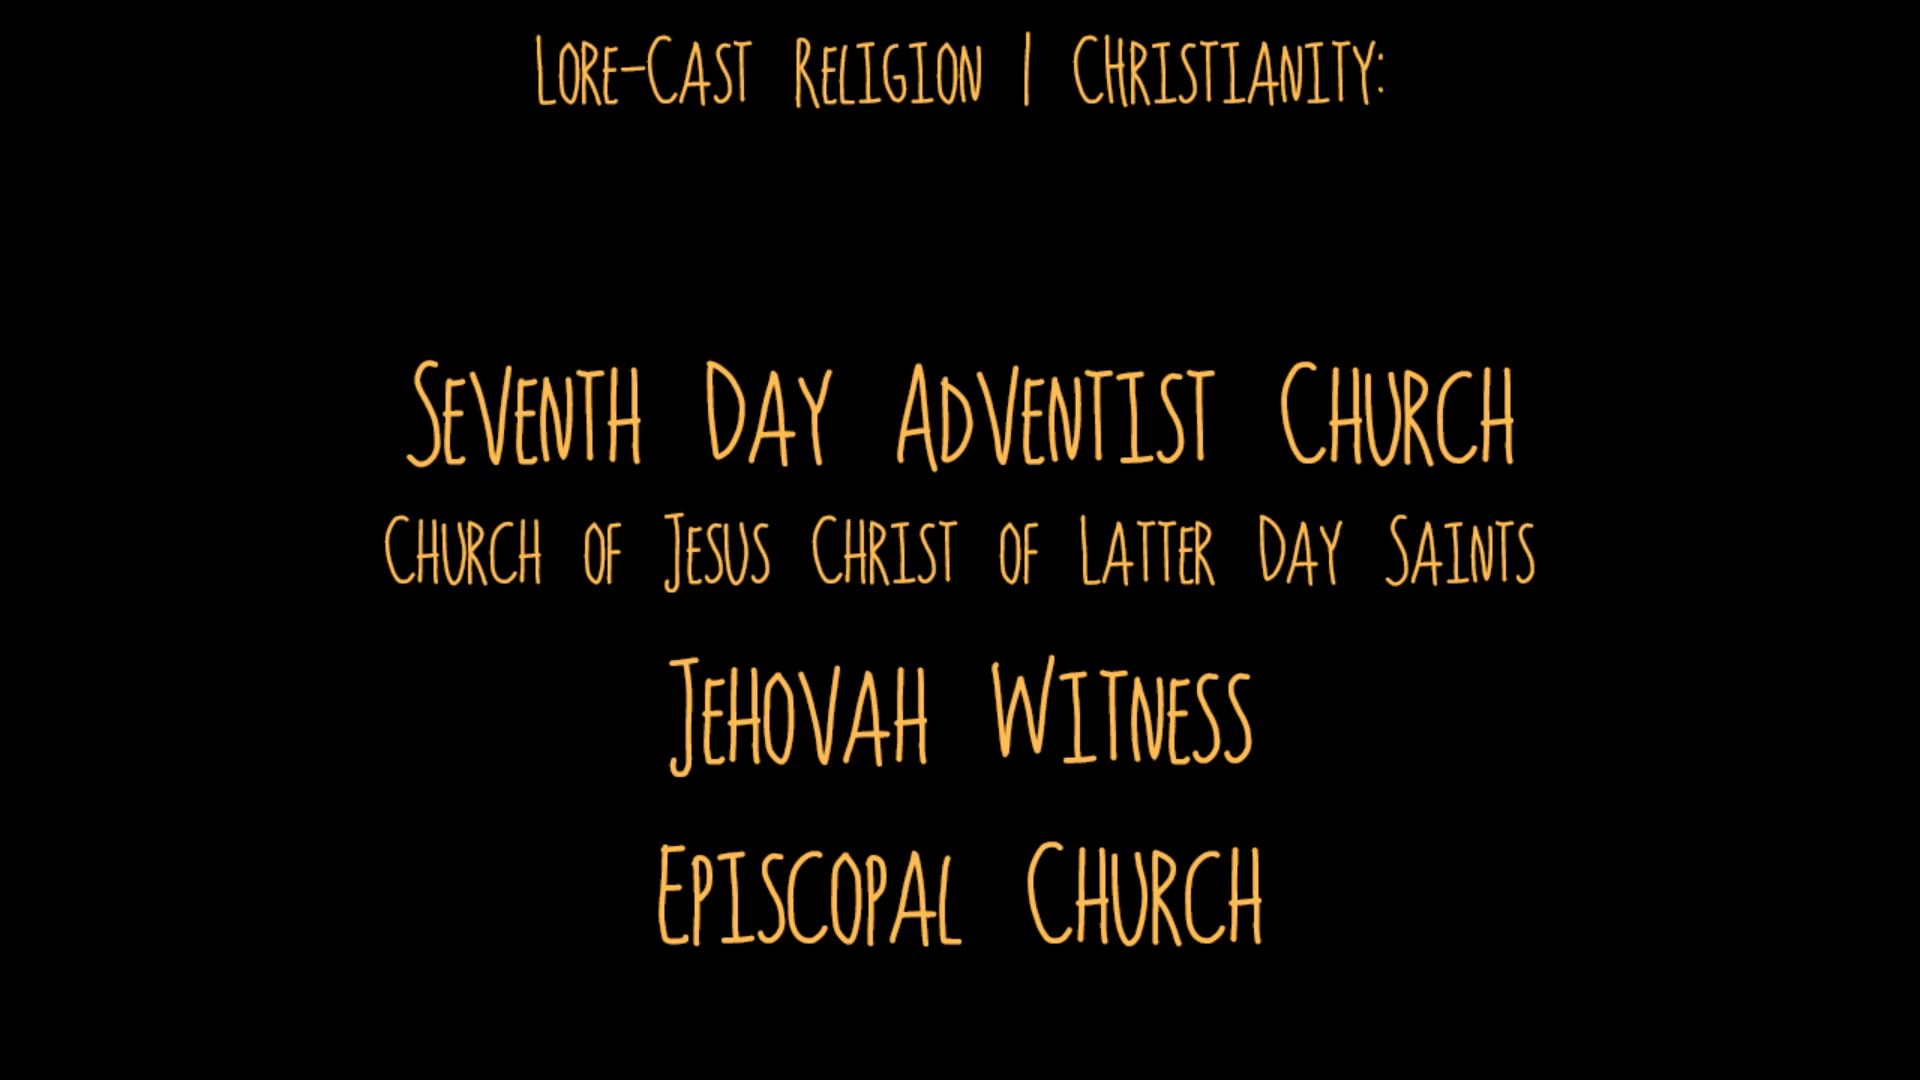 Lore-Cast Religion | Christianity:
Seventh Day Adventist Church
Church of Jesus Christ of Latter Day Saints
Jehovah Witness
Episcopal Church